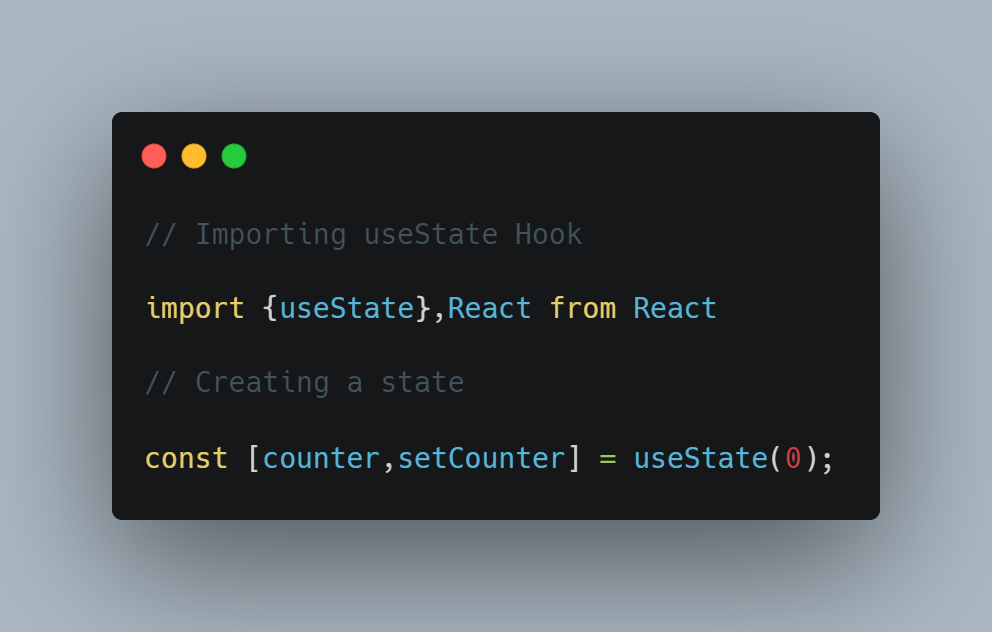 // Importing useState Hook
import {useState},React from React
// Creating a state
const [counter,setCounter] = useState(0);